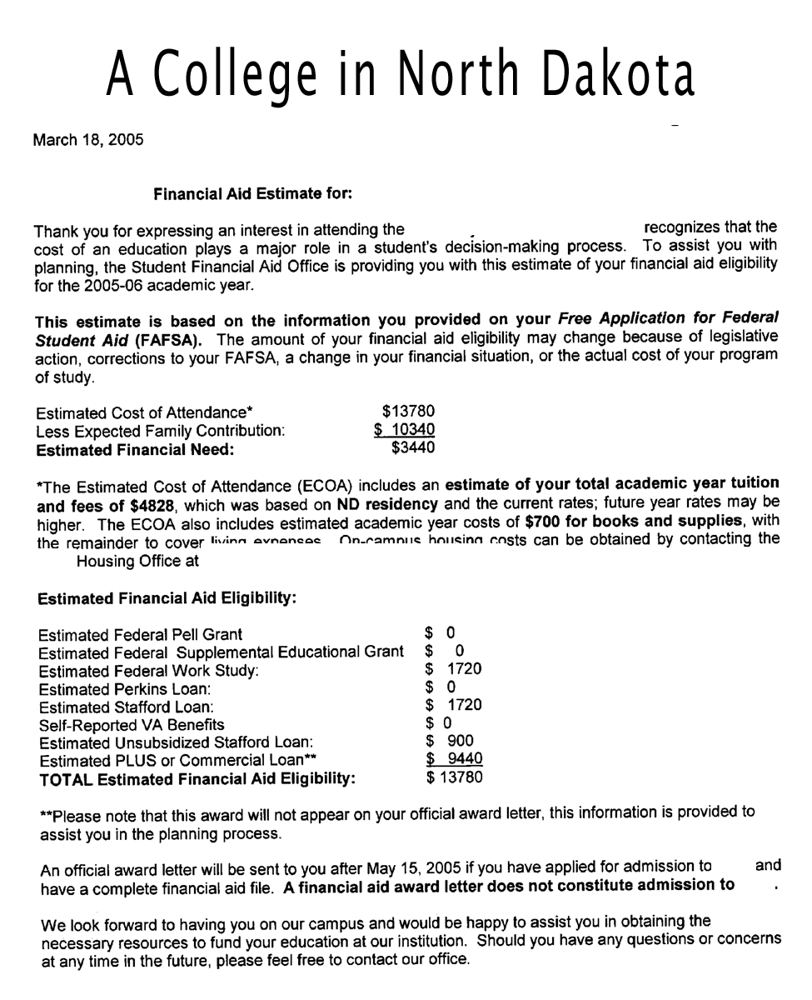 A College in North Dakota
March 18, 2005
Financial Aid Estimate for:
Thank you for expressing an interest in attending the recognizes that the
cost of an education plays a major role in a student's decision-making process. To assist you with
planning, the Student Financial Aid Office is providing you with this estimate of your financial aid eligibility
for the 2005-06 academic year.
This estimate is based on the information you provided on your Free Application for Federal
Student Aid (FAFSA). The amount of your financial aid eligibility may change because of legislative
action, corrections to your FAFSA, a change in your financial situation, or the actual cost of your program
of study.
Estimated Cost of Attendance* $13780
Less Expected Family Contribution: $ 10340
Estimated Financial Need: $3440
*The Estimated Cost of Attendance (ECOA) includes an estimate of your total academic year tuition
and fees of $4828, which was based on ND residency and the current rates; future year rates may be
higher. The ECOA also includes estimated academic year costs of $700 for books and supplies, with
the remainder to cover living expenses. On-campus housing costs can be obtained by contacting the
Housing Office at
Estimated Financial Aid Eligibility:
Estimated Federal Pell Grant $ 0
Estimated Federal Supplemental Educational Grant $ 0
Estimated Federal Work Study: $ 1720
Estimated Perkins Loan: $ 0
Estimated Stafford Loan: $ 1720
Self-Reported VA Benefits $ 0
Estimated Unsubsidized Stafford Loan: $ 900
Estimated PLUS or Commercial Loan** $ 9440
TOTAL Estimated Financial Aid Eligibility: $ 13780
**Please note that this award will not appear on your official award letter, this information is provided to
assist you in the planning process.
An official award letter will be sent to you after May 15, 2005 if you have applied for admission to and
have a complete financial aid file. A financial aid award letter does not constitute admission to .
We look forward to having you on our campus and would be happy to assist you in obtaining the
necessary resources to fund your education at our institution. Should you have any questions or concerns
at any time in the future, please feel free to contact our office.